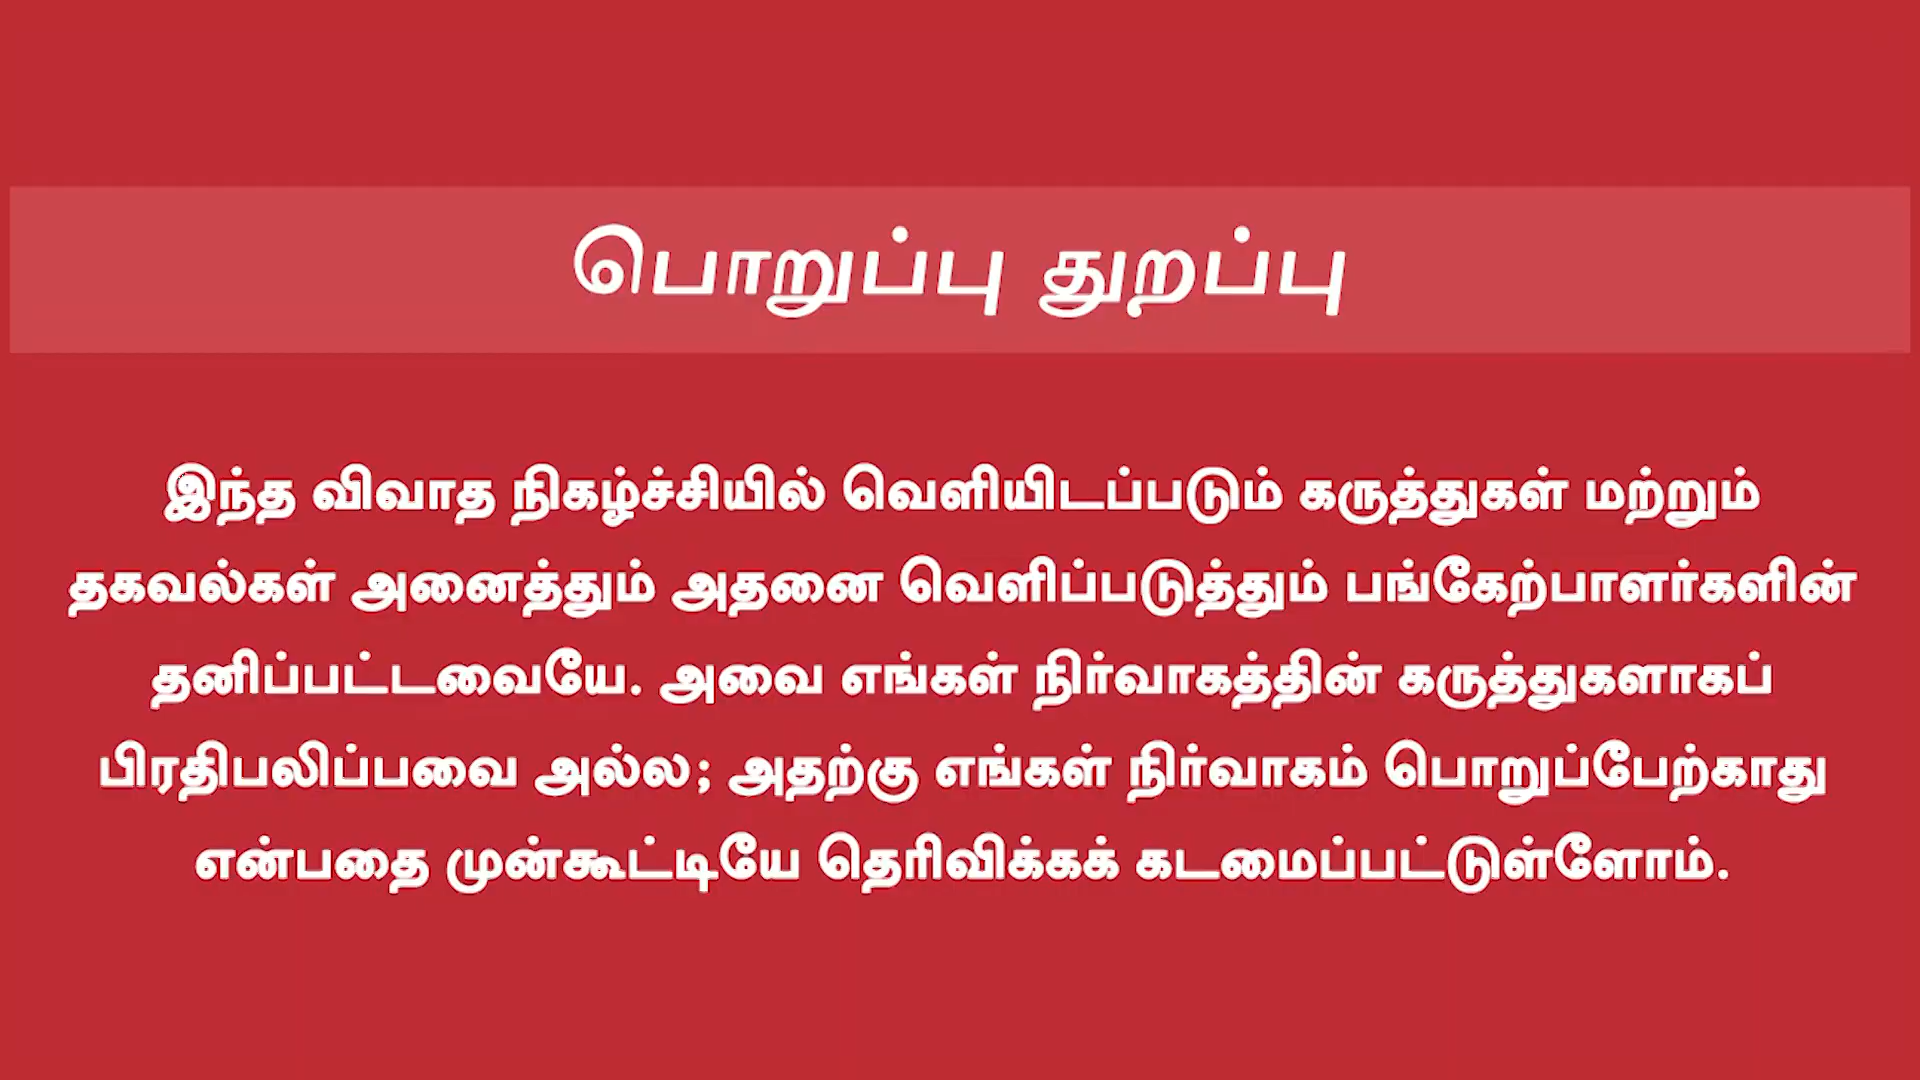 பொறுப்பு துறப்பு
இந்த விவாத நிகழ்ச்சியில் வெளியிடப்படும் கருத்துகள் மற்றும்
தகவல்கள் அனைத்தும் அதனை வெளிப்படுத்தும் பங்கேற்பாளர்களின்
தனிப்பட்டவையே. அவை எங்கள் நிர்வாகத்தின் கருத்துகளாகப்
பிரதிபலிப்பவை அல்ல; அதற்கு எங்கள் நிர்வாகம் பொறுப்பேற்காது
என்பதை முன்கூட்டியே தெரிவிக்கக் கடமைப்பட்டுள்ளோம்.